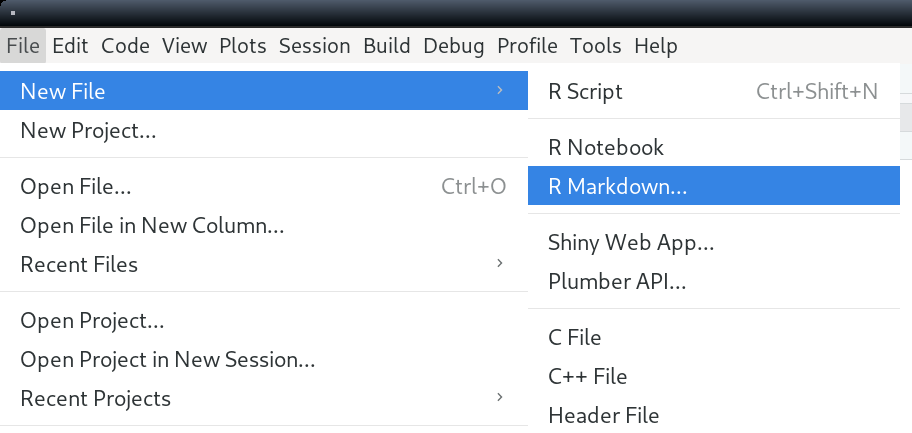 File Edit Code View Plots Session Build Debug Profile Tools Help
New File
New Project...
Open File... Ctrl+O
Open File in New Column...
Recent Files
Open Project...
Open Project in New Session...
Recent Projects
R Script Ctrl+Shift+N
R Notebook
R Markdown...
Shiny Web App...
Plumber API...
C File
C++ File
Header File